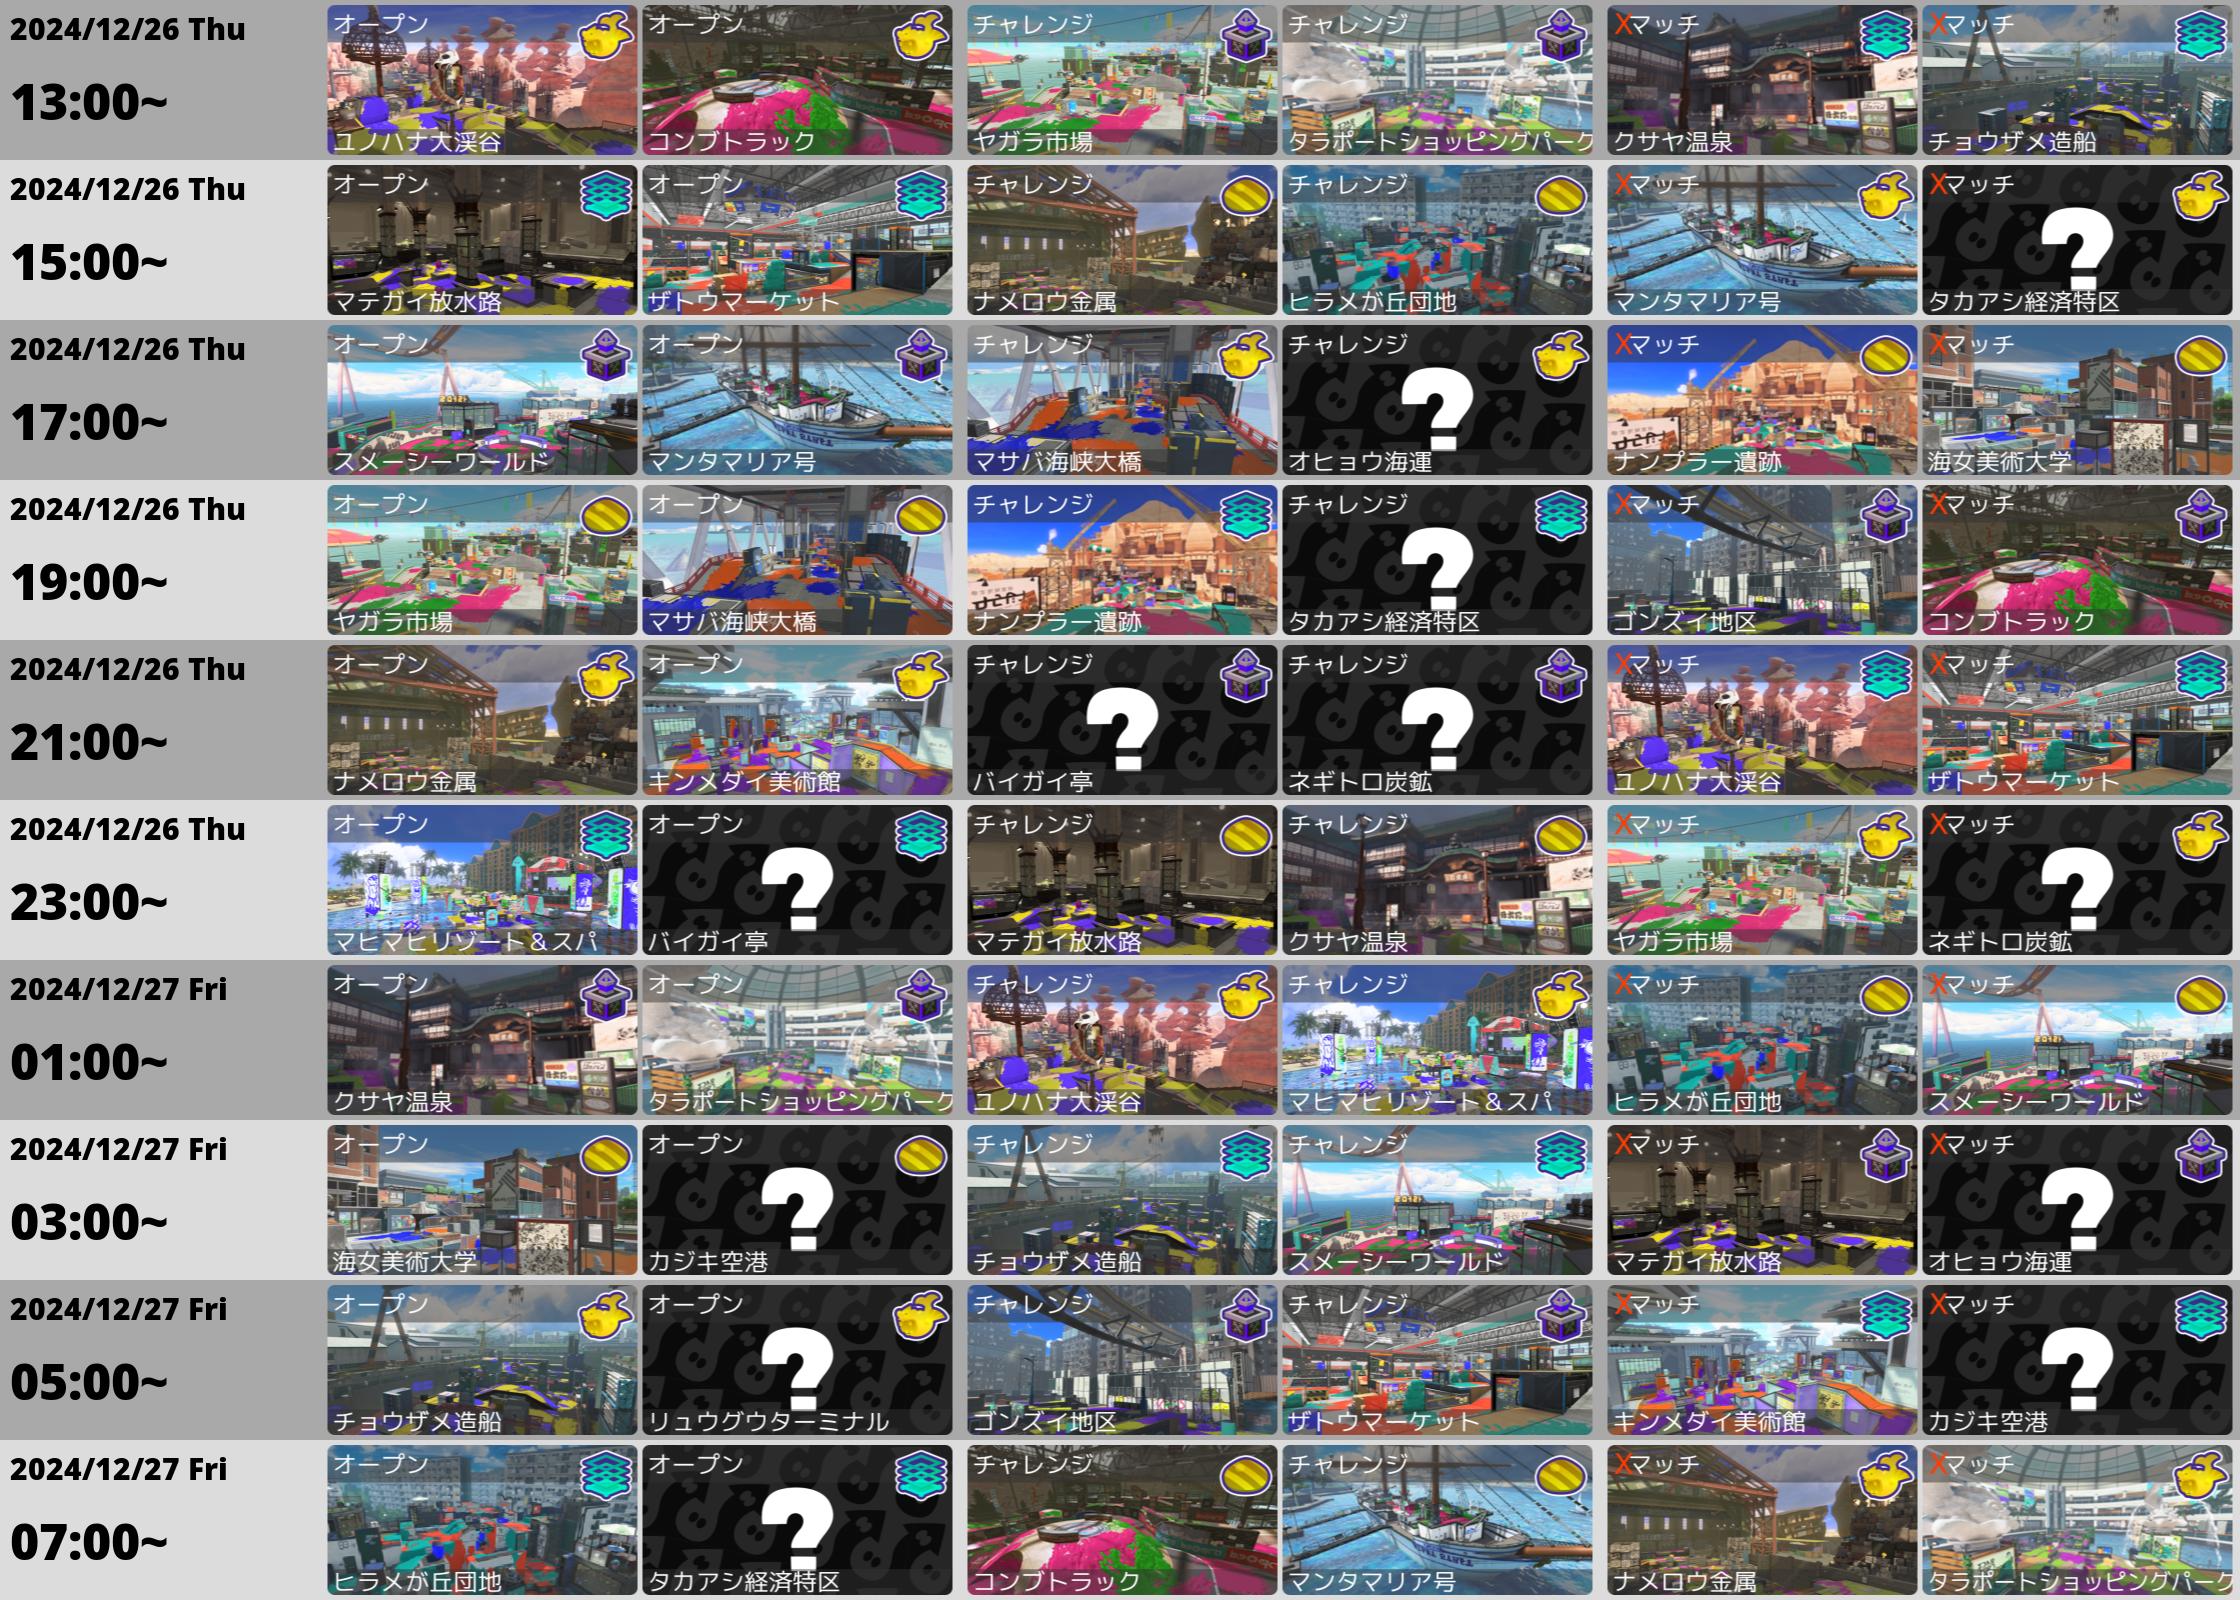 2024/12/26 Thu
13:00~
オープン
ユノハナ大渓谷
オープン
コンブトラック
チャレンジ
ヤガラ市場
チャレンジ
タラポートショッピングパーク
Xマッチ
クサヤ温泉
Xマッチ
チョウザメ造船
2024/12/26 Thu
15:00~
オープン
マテガイ放水路
オープン
ザトウマーケット
チャレンジ
ナメロウ金属
チャレンジ
ヒラメが丘団地
Xマッチ
マンタマリア号
Xマッチ
?
タカアシ経済特区
2024/12/26 Thu
17:00~
オープン
スメーシーワールド
オープン
マンタマリア号
チャレンジ
マサバ海峡大橋
チャレンジ
?
オヒョウ海運
Xマッチ
ナンプラー遺跡
Xマッチ
海女美術大学
2024/12/26 Thu
19:00~
オープン
ヤガラ市場
オープン
マサバ海峡大橋
チャレンジ
ナンプラー遺跡
チャレンジ
?
タカアシ経済特区
Xマッチ
ゴンズイ地区
Xマッチ
コンブトラック
2024/12/26 Thu
21:00~
オープン
ナメロウ金属
オープン
キンメダイ美術館
チャレンジ
?
バイガイ亭
チャレンジ
?
ネギトロ炭鉱
Xマッチ
ユノハナ大渓谷
Xマッチ
ザトウマーケット
2024/12/26 Thu
23:00~
オープン
マヒマヒリゾート＆スパ
オープン
?
バイガイ亭
チャレンジ
マテガイ放水路
チャレンジ
クサヤ温泉
Xマッチ
ヤガラ市場
Xマッチ
?
ネギトロ炭鉱
2024/12/27 Fri
01:00~
オープン
クサヤ温泉
オープン
タラポートショッピングパーク
チャレンジ
ユノハナ大渓谷
チャレンジ
マヒマヒリゾート＆スパ
Xマッチ
ヒラメが丘団地
Xマッチ
スメーシーワールド
2024/12/27 Fri
03:00~
オープン
海女美術大学
オープン
?
カジキ空港
チャレンジ
チョウザメ造船
チャレンジ
スメーシーワールド
Xマッチ
マテガイ放水路
Xマッチ
?
オヒョウ海運
2024/12/27 Fri
05:00~
オープン
チョウザメ造船
オープン
?
リュウグウターミナル
チャレンジ
ゴンズイ地区
チャレンジ
ザトウマーケット
Xマッチ
キンメダイ美術館
Xマッチ
?
カジキ空港
2024/12/27 Fri
07:00~
オープン
ヒラメが丘団地
オープン
?
タカアシ経済特区
チャレンジ
コンブトラック
チャレンジ
マンタマリア号
Xマッチ
ナメロウ金属
Xマッチ
タラポートショッピングパーク